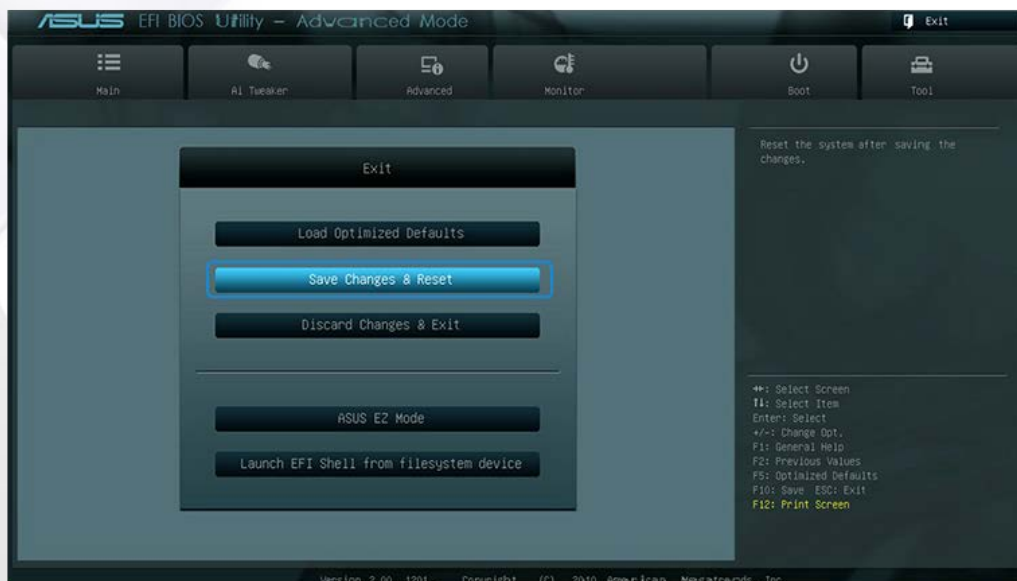 ASUS EFI BIOS Utility - Advanced Mode
Exit
Main
Ai Tweaker
Advanced
Monitor
Boot
Tool
Exit
Load Optimized Defaults
Save Changes & Reset
Discard Changes & Exit
ASUS EZ Mode
Launch EFI Shell from filesystem device
Reset the system after saving the
changes.
→←: Select Screen
↑↓: Select Item
Enter: Select
+/-: Change Opt.
F1: General Help
F2: Previous Values
F5: Optimized Defaults
F10: Save ESC: Exit
F12: Print Screen
Version 2.00. 1201. Copyright (C) 2010 American Megatrends, Inc.